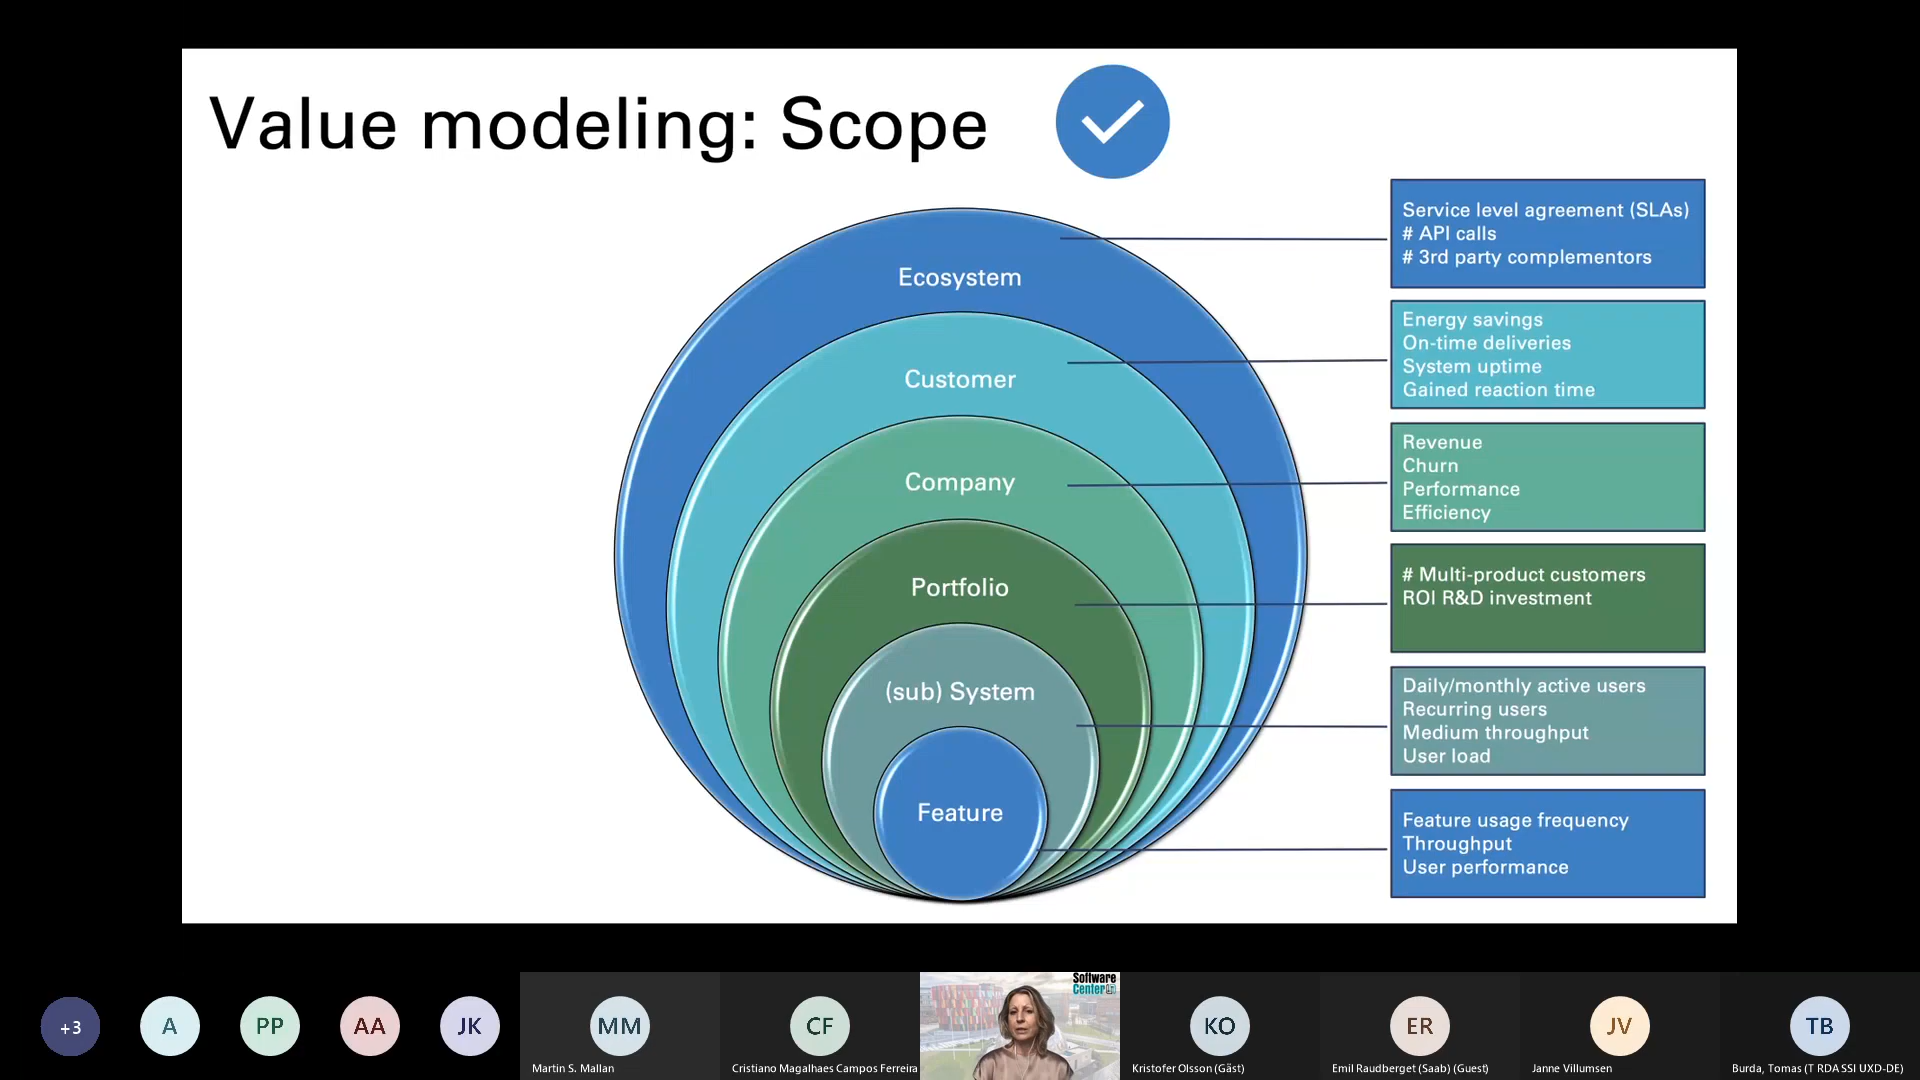 Value modeling: Scope
Ecosystem
Customer
Company
Portfolio
(sub) System
Feature
Service level agreement (SLAs)
# API calls
# 3rd party complementors
Energy savings
On-time deliveries
System uptime
Gained reaction time
Revenue
Churn
Performance
Efficiency
# Multi-product customers
ROI R&D investment
Daily/monthly active users
Recurring users
Medium throughput
User load
Feature usage frequency
Throughput
User performance
+3
A
PP
AA
JK
MM
Martin S. Mallan
CF
Cristiano Magalhaes Campos Ferreira
Software
Center
KO
Kristofer Olsson (Gäst)
ER
Emil Raudberget (Saab) (Guest)
JV
Janne Villumsen
TB
Burda, Tomas (T RDA SSI UXD-DE)